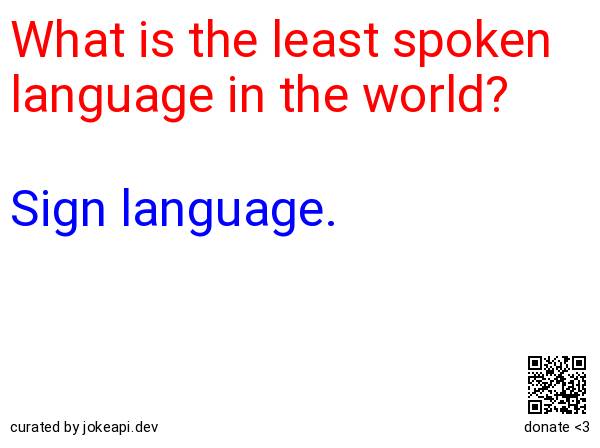 What is the least spoken
language in the world?
Sign language.
curated by jokeapi.dev
donate <3